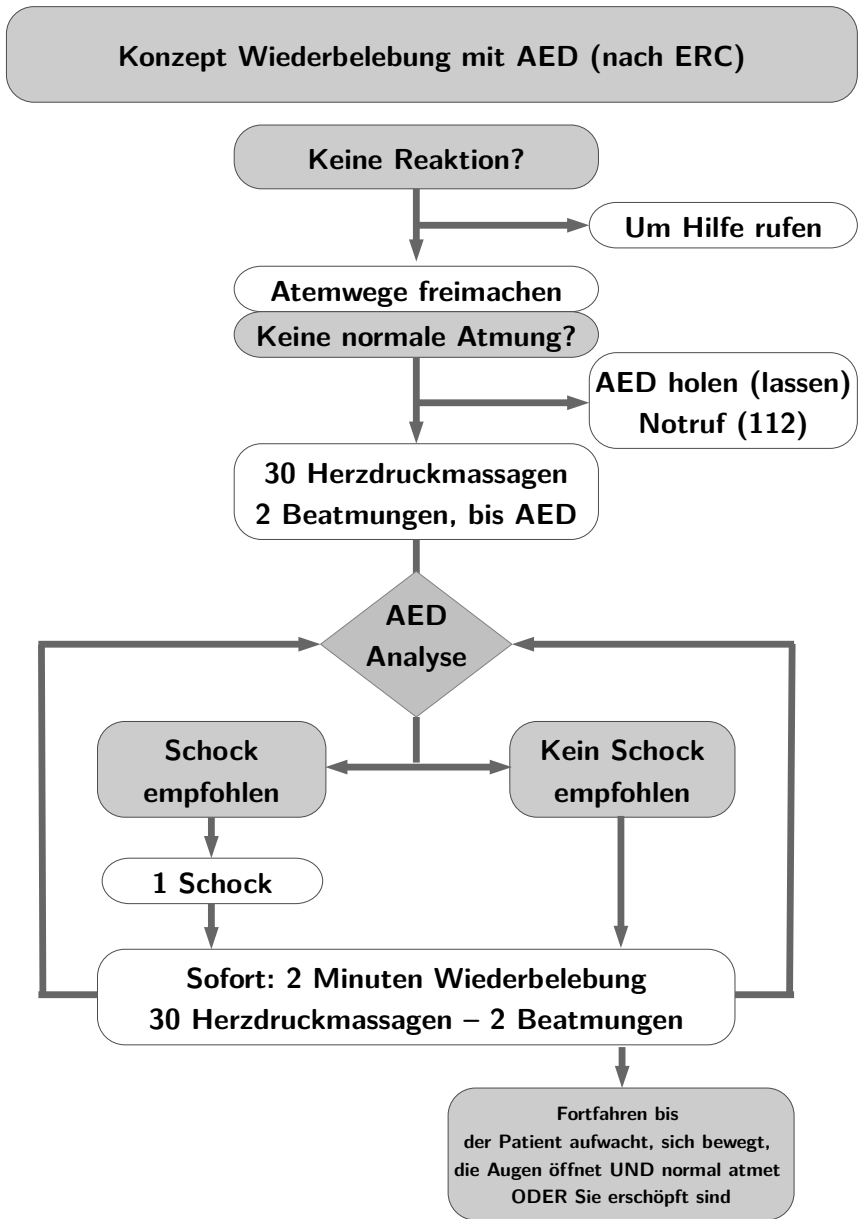 Konzept Wiederbelebung mit AED (nach ERC)
Keine Reaktion?
Um Hilfe rufen
Atemwege freimachen
Keine normale Atmung?
AED holen (lassen)
Notruf (112)
30 Herzdruckmassagen
2 Beatmungen, bis AED
AED
Analyse
Schock
empfohlen
Kein Schock
empfohlen
1 Schock
Sofort: 2 Minuten Wiederbelebung
30 Herzdruckmassagen – 2 Beatmungen
Fortfahren bis
der Patient aufwacht, sich bewegt,
die Augen öffnet UND normal atmet
ODER Sie erschöpft sind